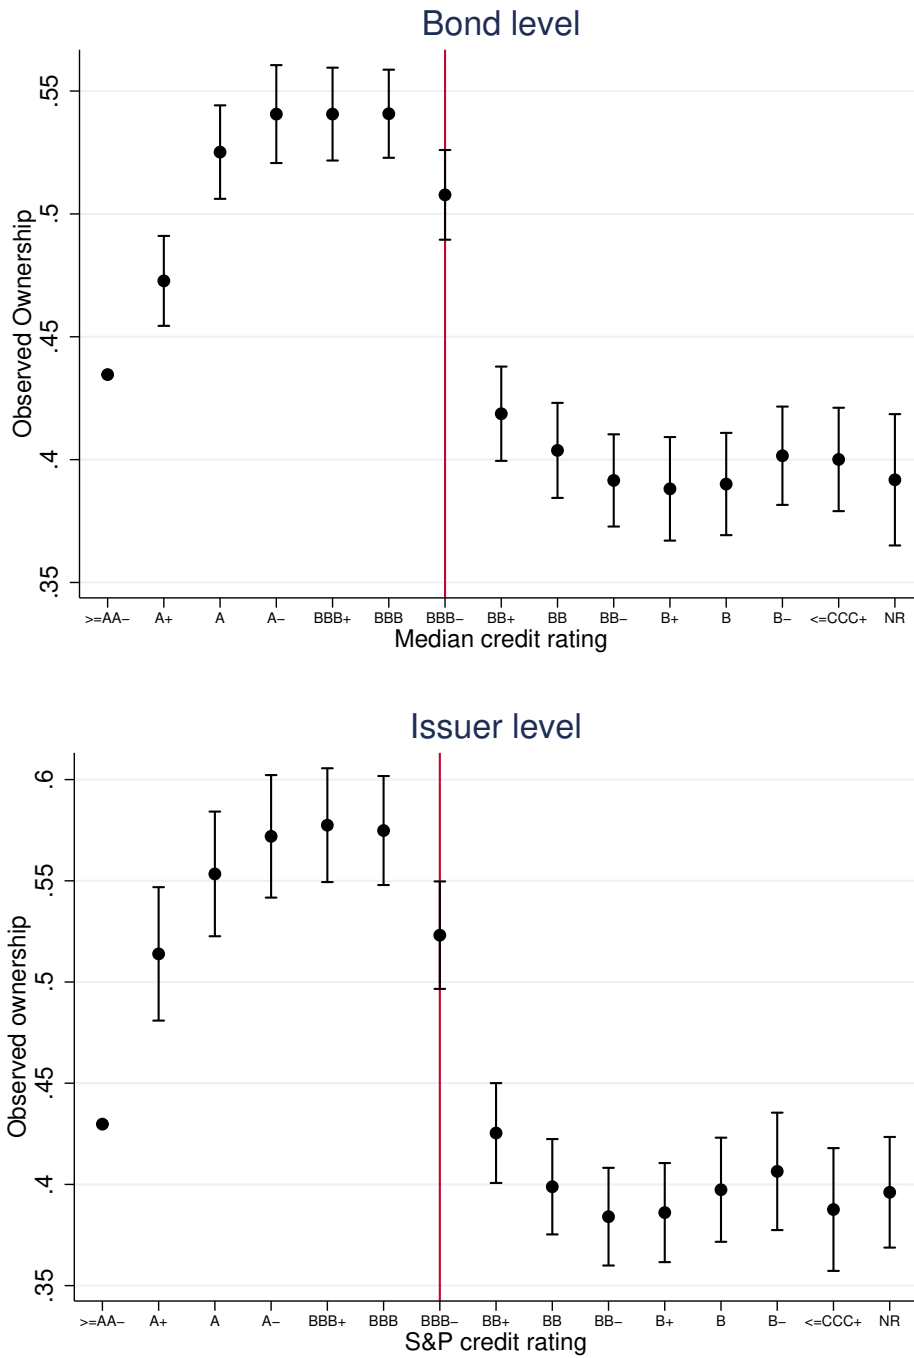 Bond level
Observed Ownership
.55
.5
.45
.4
.35
>=AA− A+ A A− BBB+ BBB BBB− BB+ BB BB− B+ B B− <=CCC+ NR
Median credit rating
Issuer level
Observed ownership
.6
.55
.5
.45
.4
.35
>=AA− A+ A A− BBB+ BBB BBB− BB+ BB BB− B+ B B− <=CCC+ NR
S&P credit rating